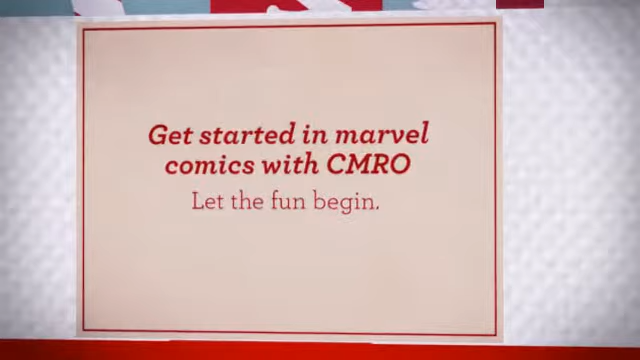 Get started in marvel
comics with CMRO
Let the fun begin.